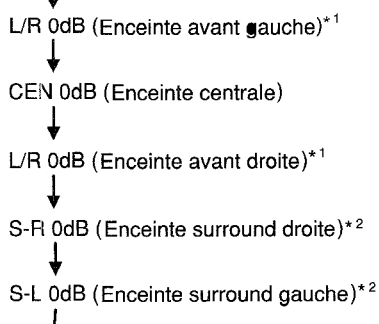 L/R 0dB (Enceinte avant gauche)*1
CEN 0dB (Enceinte centrale)
L/R 0dB (Enceinte avant droite)*1
S-R 0dB (Enceinte surround droite)*2
S-L 0dB (Enceinte surround gauche)*2